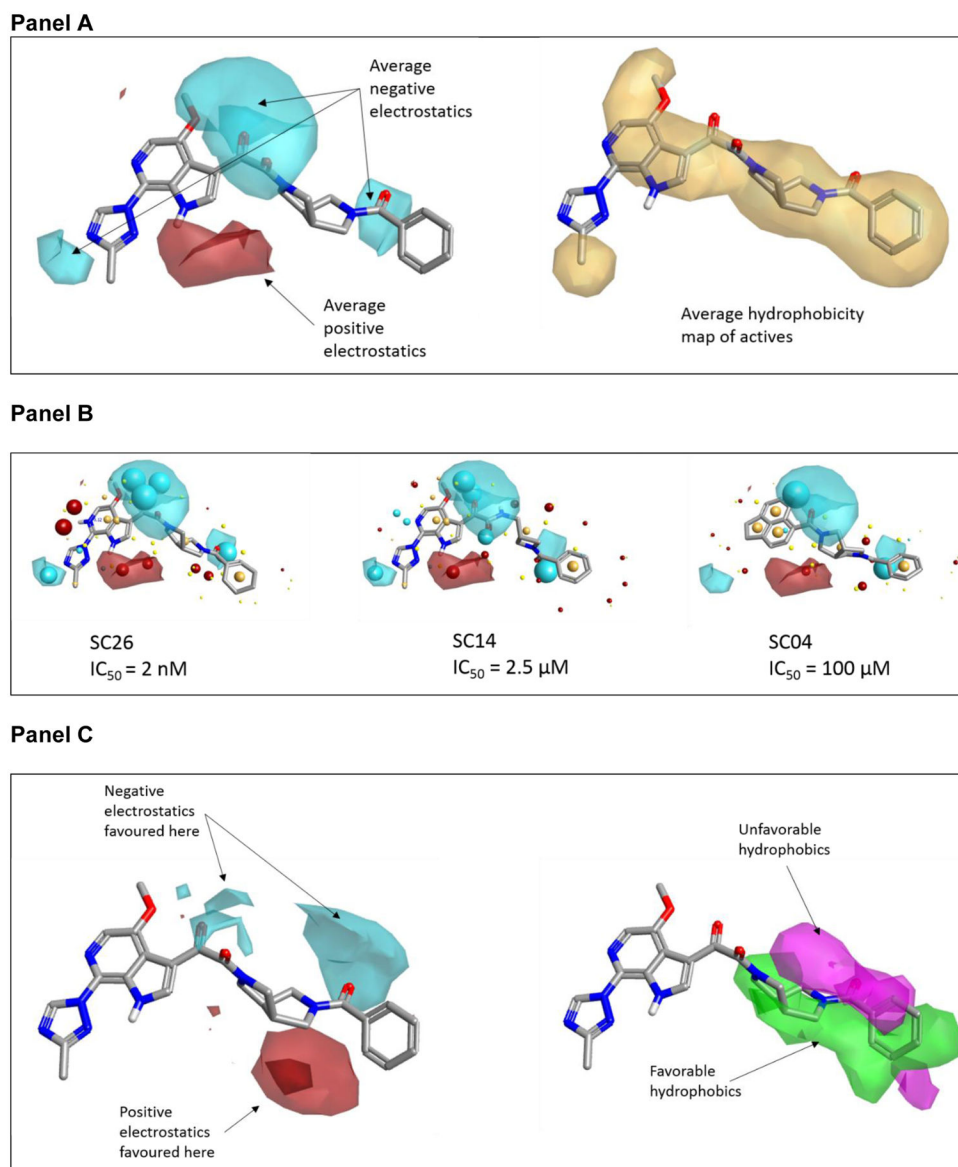 Panel A
Average
negative
electrostatics
Average
positive
electrostatics
Average hydrophobicity
map of actives
Panel B
SC26
IC50 = 2 nM
SC14
IC50 = 2.5 µM
SC04
IC50 = 100 µM
Panel C
Negative
electrostatics
favoured here
Positive
electrostatics
favoured here
Unfavorable
hydrophobics
Favorable
hydrophobics